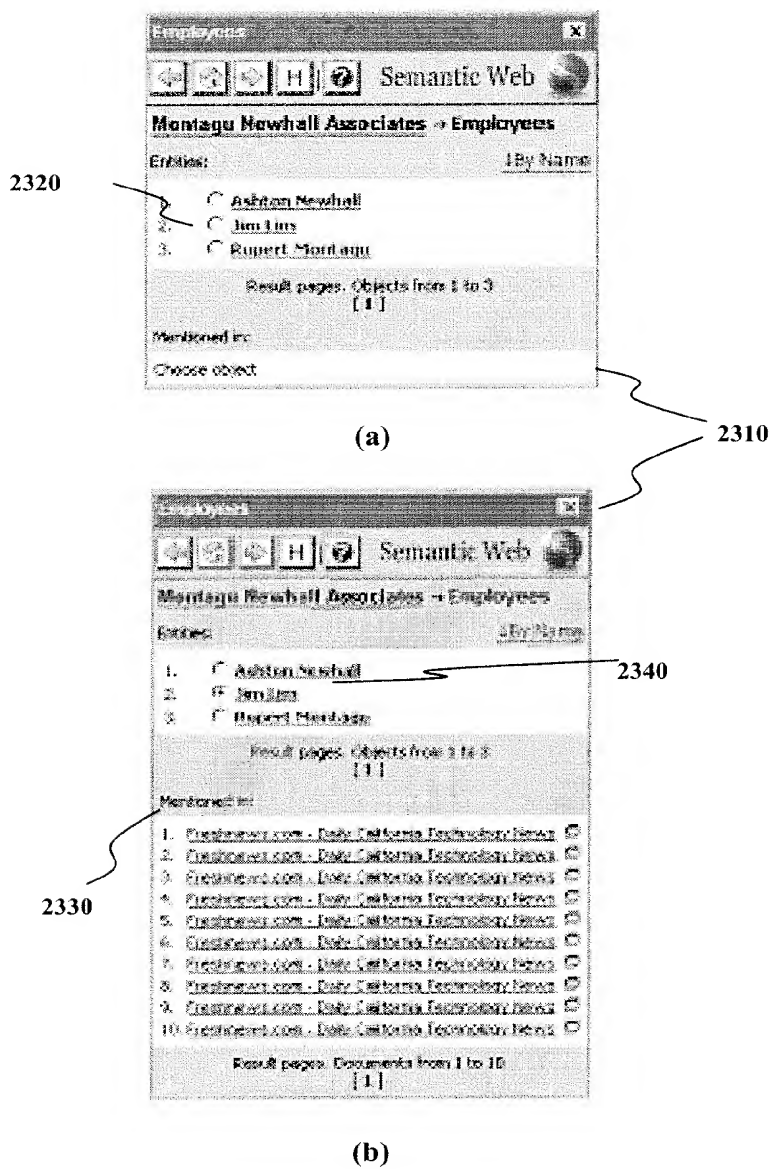 Employees
H ? Semantic Web
Montagu Newhall Associates → Employees
Entities: ↓By Name
2320
1. Ashton Newhall
2. Jim Lins
3. Rupert Montagu
Result pages. Objects from 1 to 3
[ 1 ]
Mentioned in:
Choose object
(a)
2310
Employees
H ? Semantic Web
Montagu Newhall Associates → Employees
Entities: ↓By Name
1. Ashton Newhall
2340
2. Jim Lins
3. Rupert Montagu
Result pages. Objects from 1 to 3
[ 1 ]
Mentioned in:
1. Freshnews.com - Daily California Technology News
2. Freshnews.com - Daily California Technology News
3. Freshnews.com - Daily California Technology News
4. Freshnews.com - Daily California Technology News
2330
5. Freshnews.com - Daily California Technology News
6. Freshnews.com - Daily California Technology News
7. Freshnews.com - Daily California Technology News
8. Freshnews.com - Daily California Technology News
9. Freshnews.com - Daily California Technology News
10. Freshnews.com - Daily California Technology News
Result pages. Documents from 1 to 10
[ 1 ]
(b)